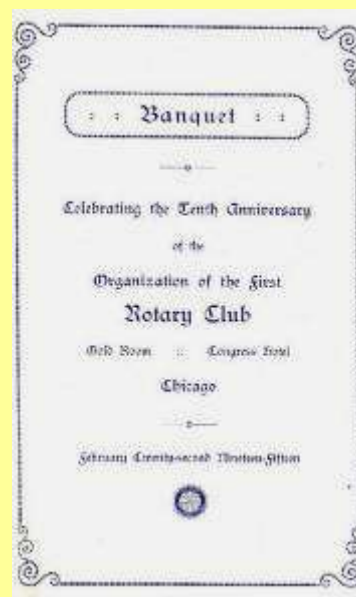 : : Banquet : :
Celebrating the Tenth Anniversary
of the
Organization of the First
Rotary Club
Gold Room :: Congress Hotel
Chicago
February Twenty-second Nineteen-Fifteen